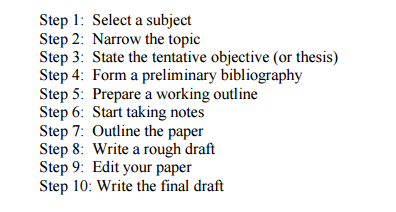 Step 1: Select a subject
Step 2: Narrow the topic
Step 3: State the tentative objective (or thesis)
Step 4: Form a preliminary bibliography
Step 5: Prepare a working outline
Step 6: Start taking notes
Step 7: Outline the paper
Step 8: Write a rough draft
Step 9: Edit your paper
Step 10: Write the final draft